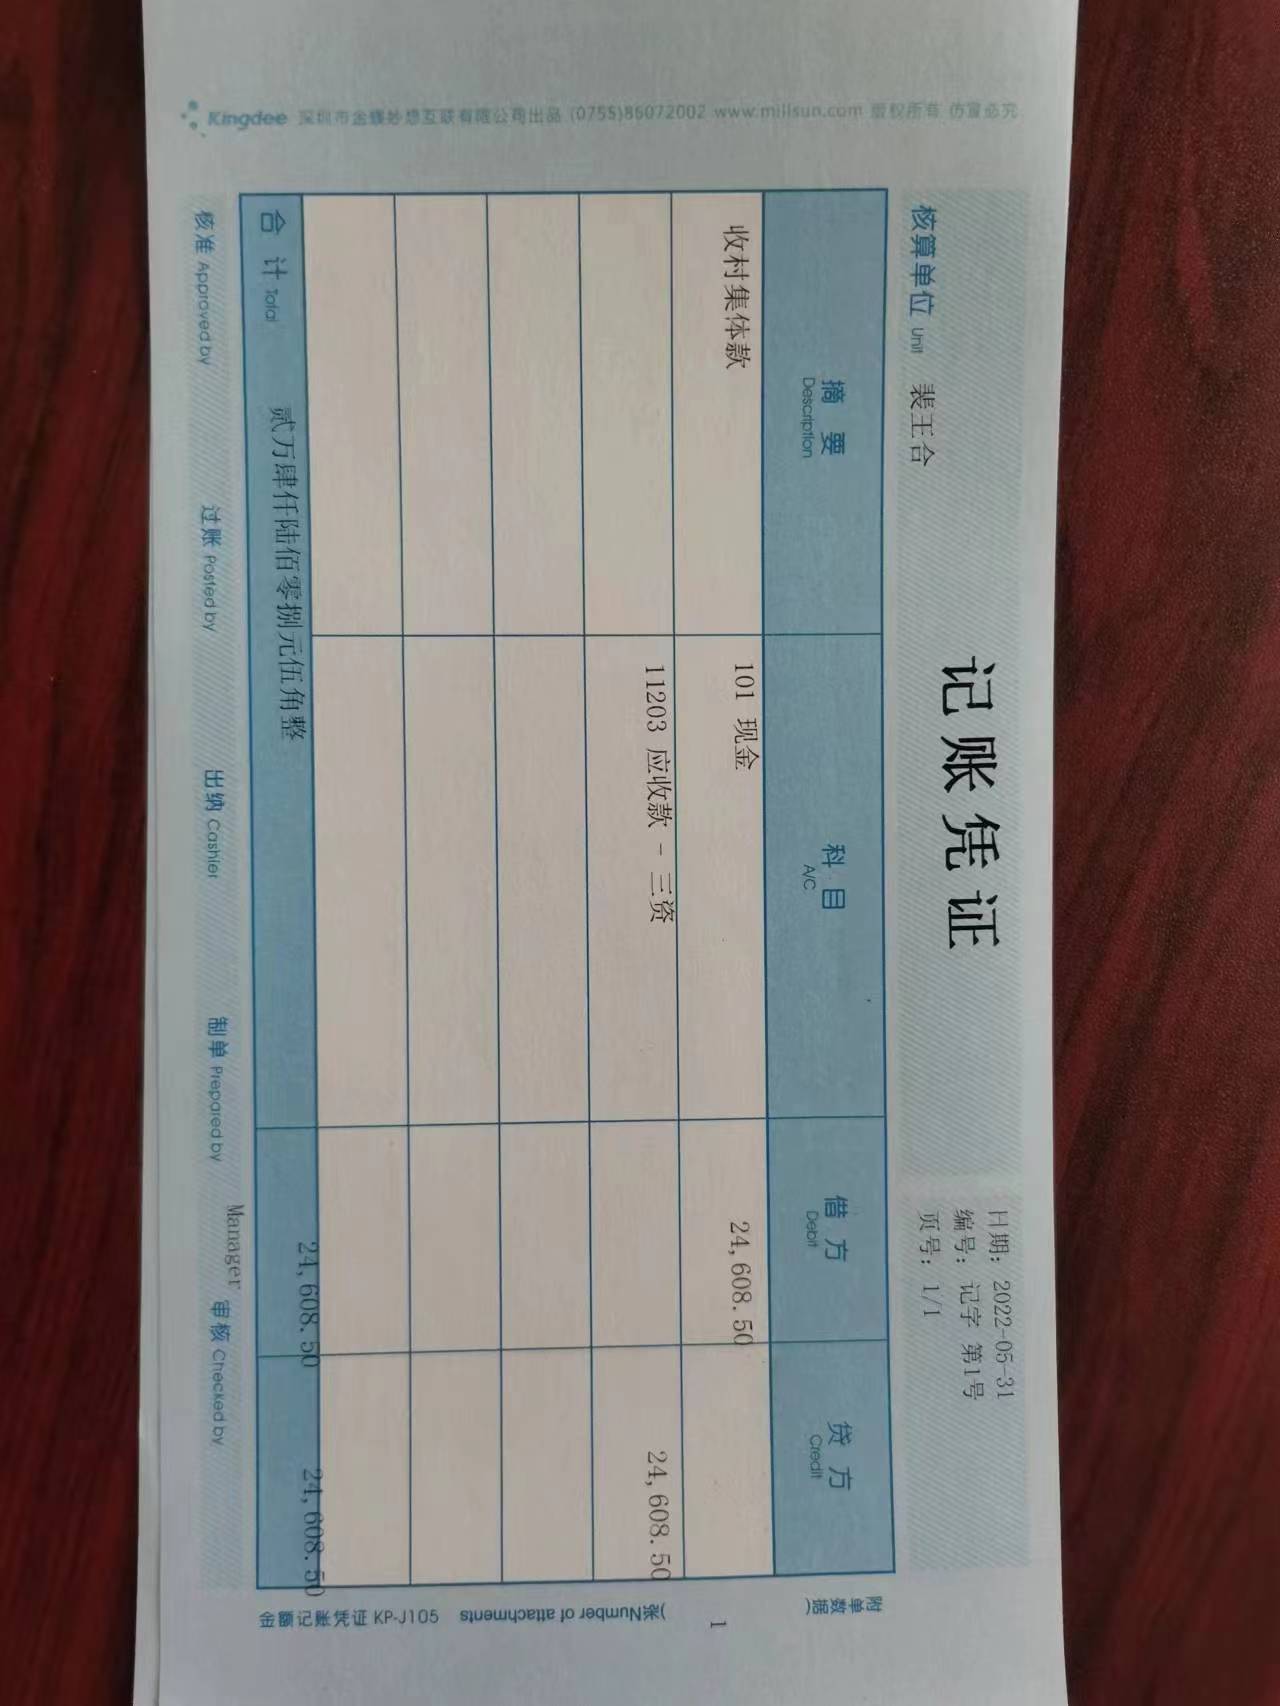 记账凭证
日期：2022-05-31
编号：记字 第1号
核算单位 Unit 裴王合
页号：1/1
摘要 科目 借方 贷方
Description A/C Debit Credit
收村集体款 101 现金 24,608.50
11203 应收款 - 三资 24,608.50
合计 Total 贰万肆仟陆佰零捌元伍角整 24,608.50 24,608.50
核准 Approved by 过账 Posted by 出纳 Cashier 制单 Prepared by Manager 审核 Checked by
附单
数据)
1
张(Number of attachments
金额记账凭证 KP-J105
Kingdee 深圳市金蝶妙想互联有限公司出品 (0755)86072002 www.millsun.com 版权所有 仿冒必究